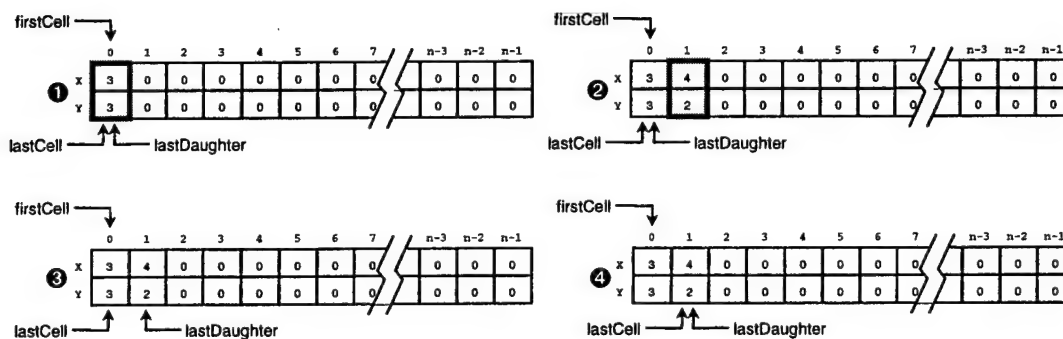 firstCell
0 1 2 3 4 5 6 7 n-3 n-2 n-1
X 3 0 0 0 0 0 0 0 0 0 0
❶
Y 3 0 0 0 0 0 0 0 0 0 0
lastCell lastDaughter
firstCell
0 1 2 3 4 5 6 7 n-3 n-2 n-1
X 3 4 0 0 0 0 0 0 0 0 0
❷
Y 3 2 0 0 0 0 0 0 0 0 0
lastCell lastDaughter
firstCell
0 1 2 3 4 5 6 7 n-3 n-2 n-1
X 3 4 0 0 0 0 0 0 0 0 0
❸
Y 3 2 0 0 0 0 0 0 0 0 0
lastCell lastDaughter
firstCell
0 1 2 3 4 5 6 7 n-3 n-2 n-1
X 3 4 0 0 0 0 0 0 0 0 0
❹
Y 3 2 0 0 0 0 0 0 0 0 0
lastCell lastDaughter